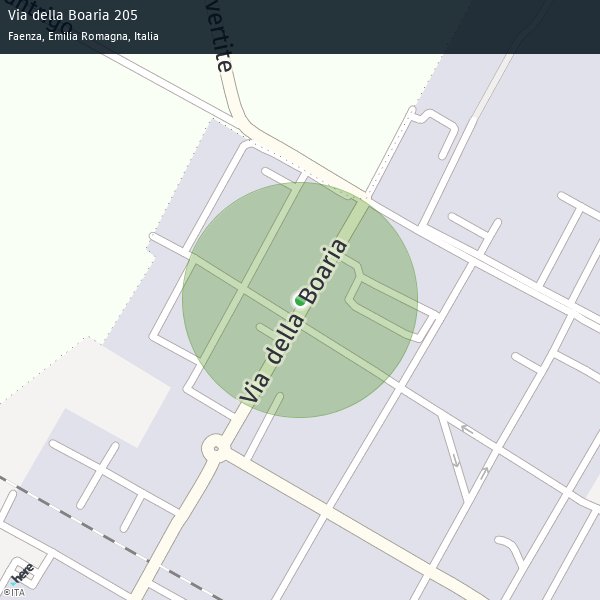 Via della Boaria 205
Faenza, Emilia Romagna, Italia
vertite
Via della Boaria
here
©ITA